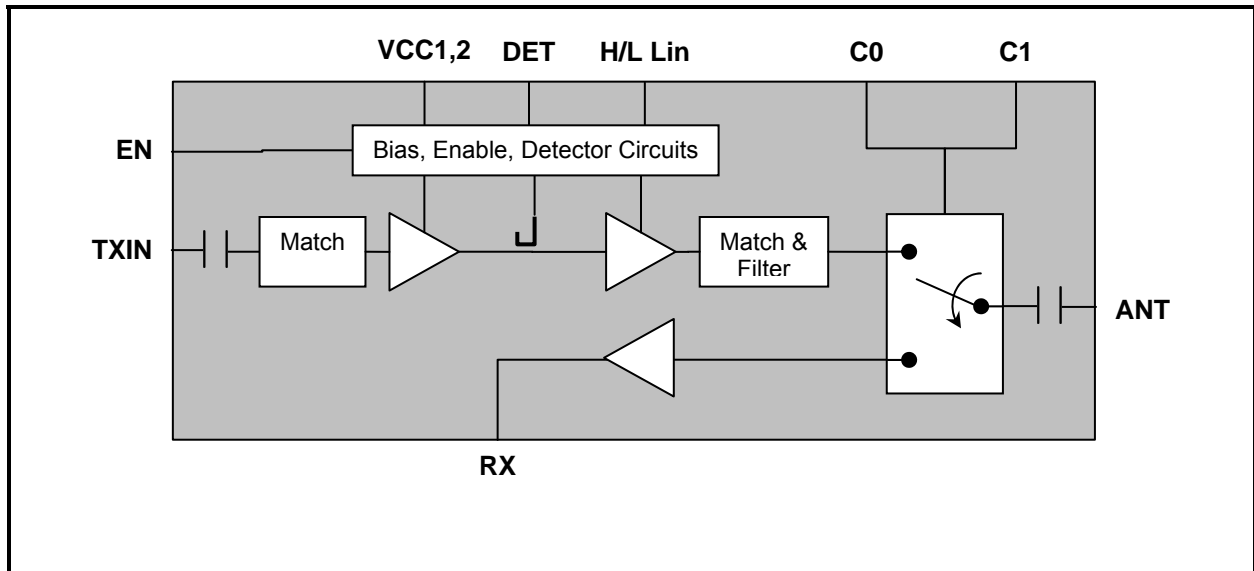 VCC1,2 DET H/L Lin C0 C1
EN
Bias, Enable, Detector Circuits
TXIN
Match
Match &
Filter
ANT
RX